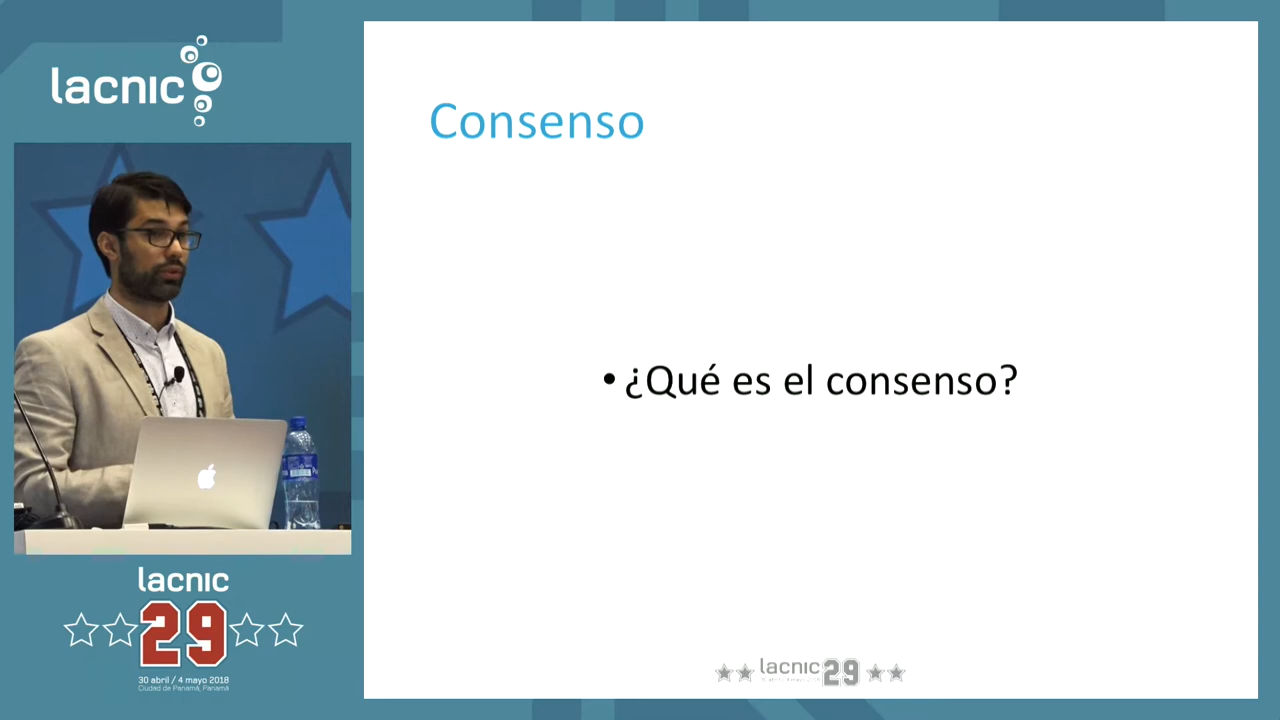 lacnic
Consenso
• ¿Qué es el consenso?
lacnic
29
30 abril / 4 mayo 2018
Ciudad de Panamá, Panamá
lacnic 29